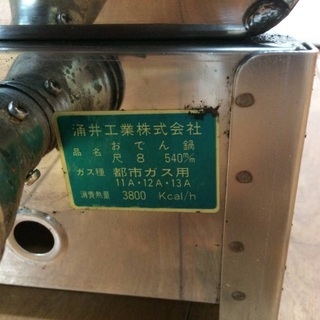 涌井工業株式会社
品名 おでん鍋
尺8 540m/m
ガス種 都市ガス用
11A・12A・13A
消費熱量 3800 Kcal/h